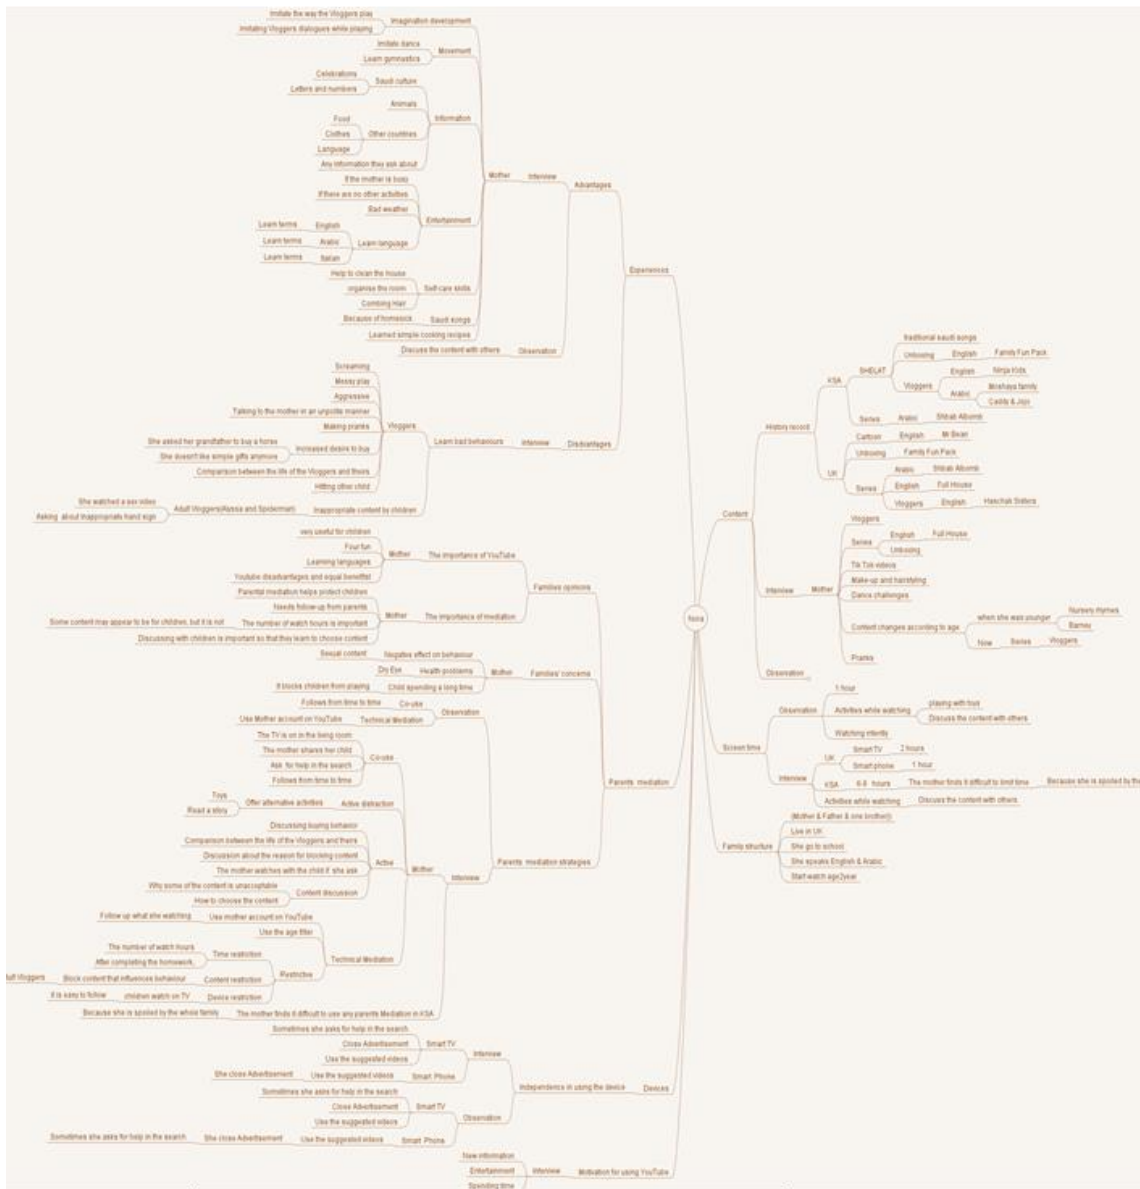 Imitate the way the Vloggers play
Imitating Vloggers dialogues while playing
Imagination development
Imitate dance
Learn gymnastics
Movement
Celebrations
Letters and numbers
Saudi culture
Animals
Food
Clothes
Language
Other countries
Any information they ask about
Information
If the mother is busy
If there are no other activities
Bad weather
Learn terms English
Learn terms Arabic
Learn terms Italian
Learn language
Entertainment
Help to clean the house
organise the room
Combing Hair
Self-care skills
Because of homesick Saudi songs
Learned simple cooking recipes
Mother Interview
Discuss the content with others Observation
Advantages
Screaming
Messy play
Aggressive
Talking to the mother in an unpolite manner
Making pranks
She asked her grandfather to buy a horse
She doesn't like simple gifts anymore
Increased desire to buy
Comparison between the life of the Vloggers and theirs
Hitting other child
Vloggers
She watched a sex video
Asking about inappropriate hand sign
Adult Vloggers(Alyssa and Spiderman) Inappropriate content by children
Learn bad behaviours Interview Disdvantages
Experiences
very useful for children
Four fun
Learning languages
Youtube disadvantages and equal benefitst
Mother The importance of YouTube
Parental mediation helps protect children
Needs follow-up from parents
Some content may appear to be for children, but it is not The number of watch hours is important
Discussing with children is important so that they learn to choose content
Mother The importance of mediation
Families opinions
Sexual content Negative effect on behaviour
Dry Eye Health problems
It blocks children from playing Child spending a long time
Mother Families' concerns
Follows from time to time Co-use
Use Mother account on YouTube Technical Mediation
Observation
The TV is on in the living room
The mother shares her child
Ask for help in the search
Follows from time to time
Co-use
Toys
Read a story
Offer alternative activities Active distraction
Discussing buying behavior
Comparison between the life of the Vloggers and theirs
Discussion about the reason for blocking content
The mother watches with the child if she ask
Why some of the content is unacceptable
How to choose the content
Content discussion
Active
Follow up what she watching Use mother account on YouTube
Use the age filter
The number of watch hours
After completing the homework.
Time restriction
Vloggers Block content that influences behaviour Content restriction
It is easy to follow children watch on TV Device restriction
Restrictive
Technical Mediation
Mother
Because she is spoiled by the whole family The mother finds it difficult to use any parents Mediation in KSA
Interview
Parents mediation strategies
Parents mediation
Sometimes she asks for help in the search
Close Advertisement
Use the suggested videos
Smart TV
She close Advertisement Use the suggested videos Smart Phone
Interview
Sometimes she asks for help in the search
Close Advertisement
Use the suggested videos
Smart TV
Sometimes she asks for help in the search She close Advertisement Use the suggested videos Smart Phone
Observation
Independence in using the device Devices
New information
Entertainment
Spending time
Interview Motivation for using YouTube
Nora
Content
History record
KSA
SHELAT
traditional saudi songs
Unboxing English Family Fun Pack
Vloggers
English Ninja Kids
Arabic
Moshaya family
Caddy & Jojo
Series Arabic Shbab Albomb
UK
Cartoon English Mr Bean
Unboxing Family Fun Pack
Series
Arabic Shbab Albomb
English Full House
Vloggers English Haschak Sisters
Interview Mother
Vloggers
Series
English Full House
Unboxing
Tik Tok videos
Make-up and hairstyling
Dance challenges
Content changes according to age
when she was younger
Nursery rhymes
Barney
Now Series Vloggers
Pranks
Observation
Screen time
Observation
1 hour
Activities while watching
playing with toys
Discuss the content with others
Watching intently
Interview
UK
Smart TV 2 hours
Smart phone 1 hour
KSA 6-8 hours The mother finds it difficult to limit time Because she is spoiled by the
Activities while watching Discuss the content with others
Family structure
(Mother & Father & one brother))
Live in UK
She go to school
She speaks English & Arabic
Start watch age2year